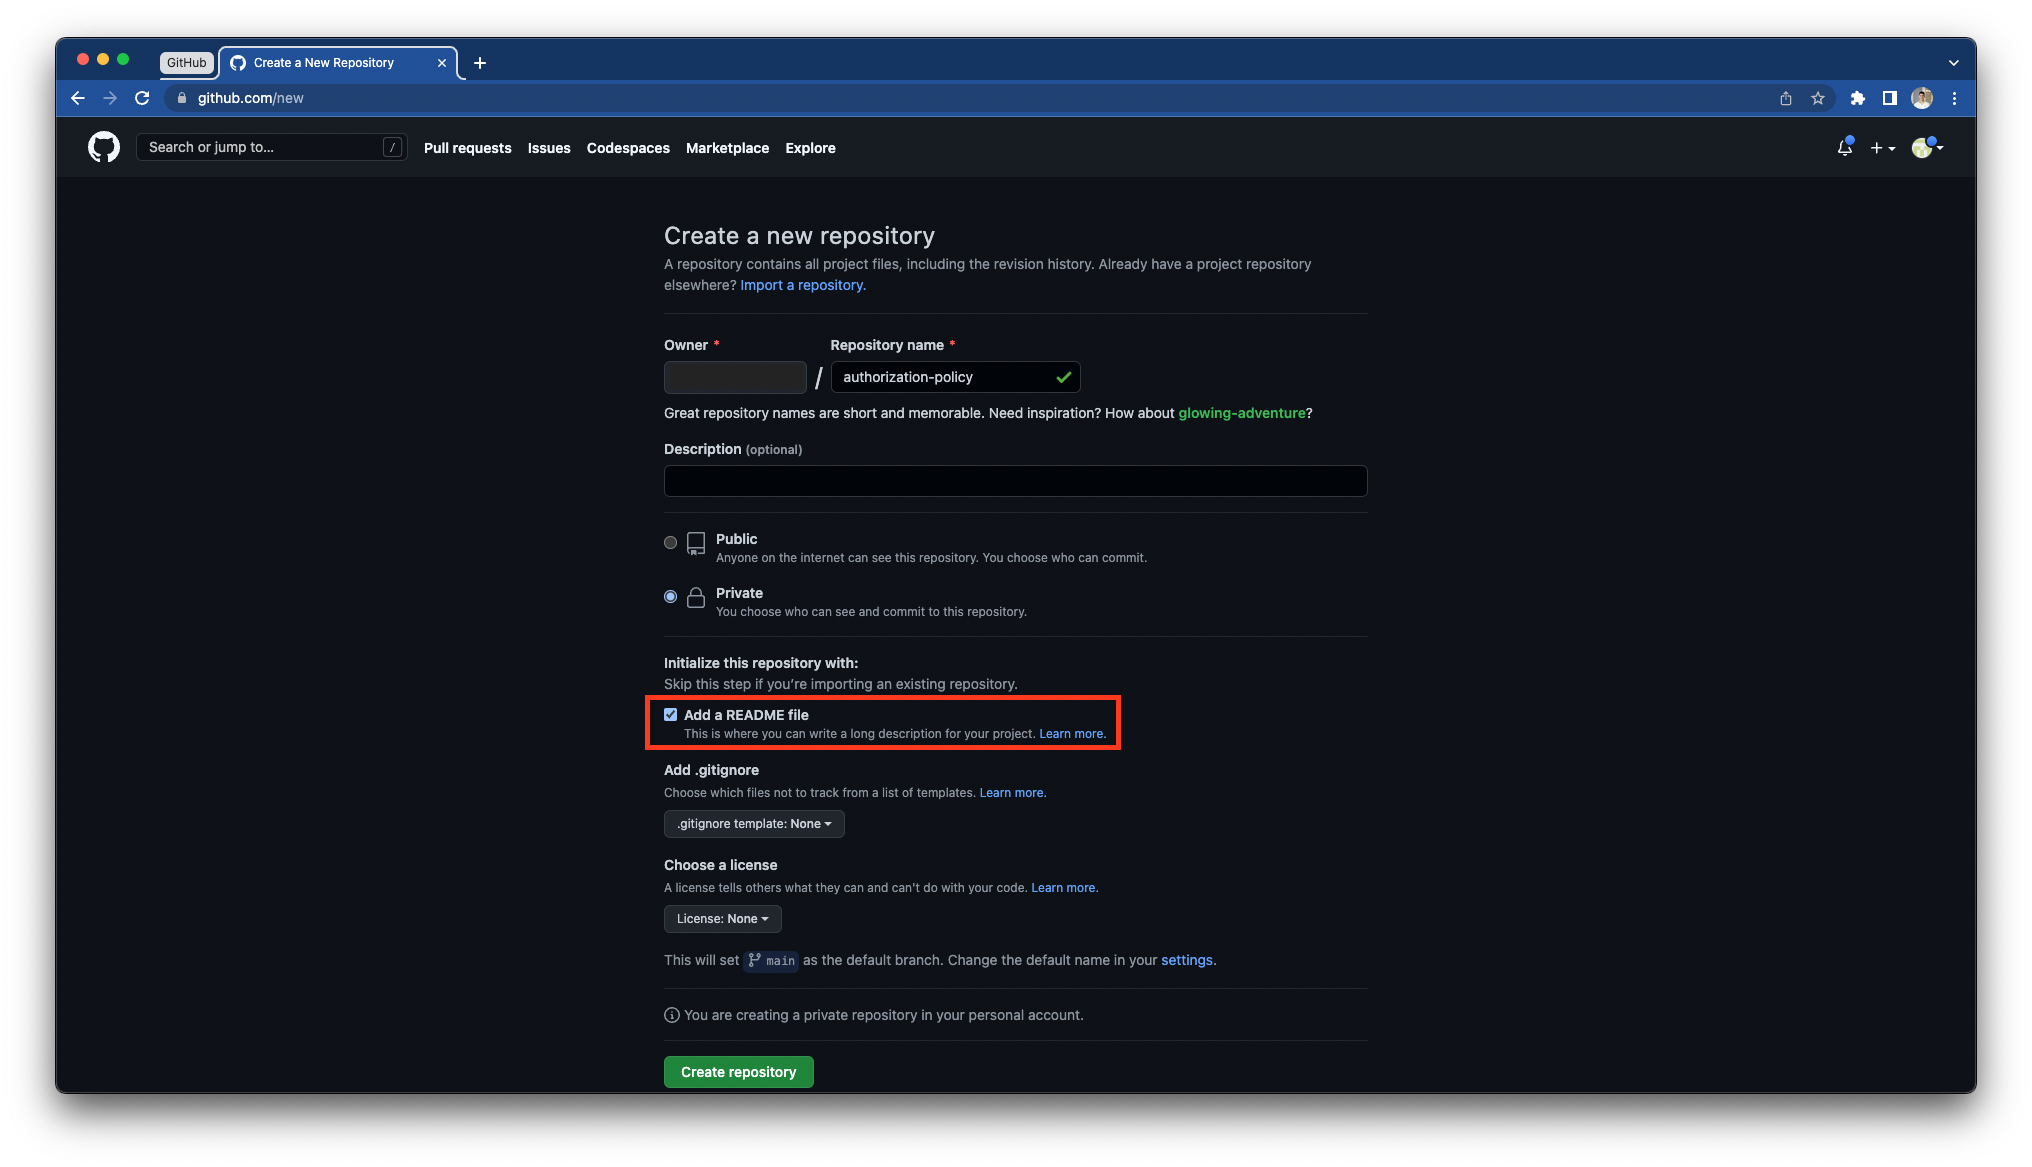 GitHub
Create a New Repository
github.com/new
Search or jump to...
/
Pull requests
Issues
Codespaces
Marketplace
Explore
Create a new repository
A repository contains all project files, including the revision history. Already have a project repository
elsewhere? Import a repository.
Owner *
Repository name *
/
authorization-policy
Great repository names are short and memorable. Need inspiration? How about glowing-adventure?
Description (optional)
Public
Anyone on the internet can see this repository. You choose who can commit.
Private
You choose who can see and commit to this repository.
Initialize this repository with:
Skip this step if you’re importing an existing repository.
Add a README file
This is where you can write a long description for your project. Learn more.
Add .gitignore
Choose which files not to track from a list of templates. Learn more.
.gitignore template: None
Choose a license
A license tells others what they can and can't do with your code. Learn more.
License: None
This will set main as the default branch. Change the default name in your settings.
You are creating a private repository in your personal account.
Create repository